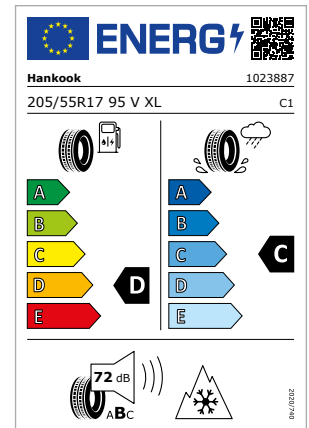 ENERG
Hankook 1023887
205/55R17 95 V XL C1
A A
B B
C C C
D D D
E E
72 dB
ABC
2020/740